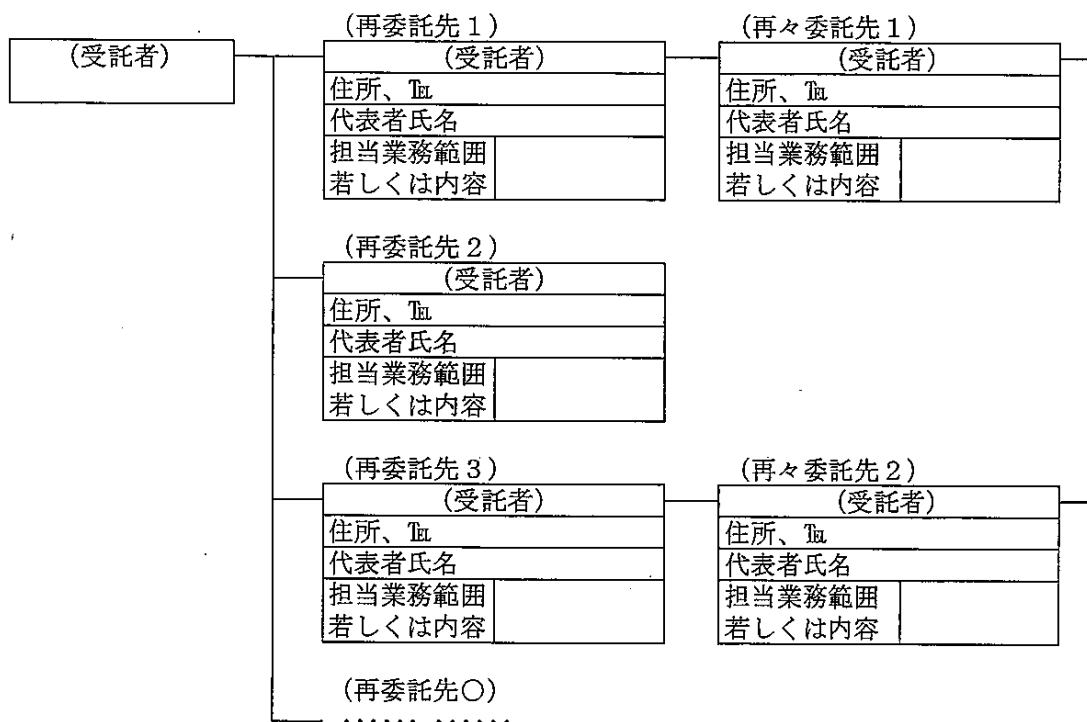 (受託者)
(再委託先１)
(受託者)
住所、℡
代表者氏名
担当業務範囲
若しくは内容
(再々委託先１)
(受託者)
住所、℡
代表者氏名
担当業務範囲
若しくは内容
(再委託先２)
(受託者)
住所、℡
代表者氏名
担当業務範囲
若しくは内容
(再委託先３)
(受託者)
住所、℡
代表者氏名
担当業務範囲
若しくは内容
(再々委託先２)
(受託者)
住所、℡
代表者氏名
担当業務範囲
若しくは内容
(再委託先○)